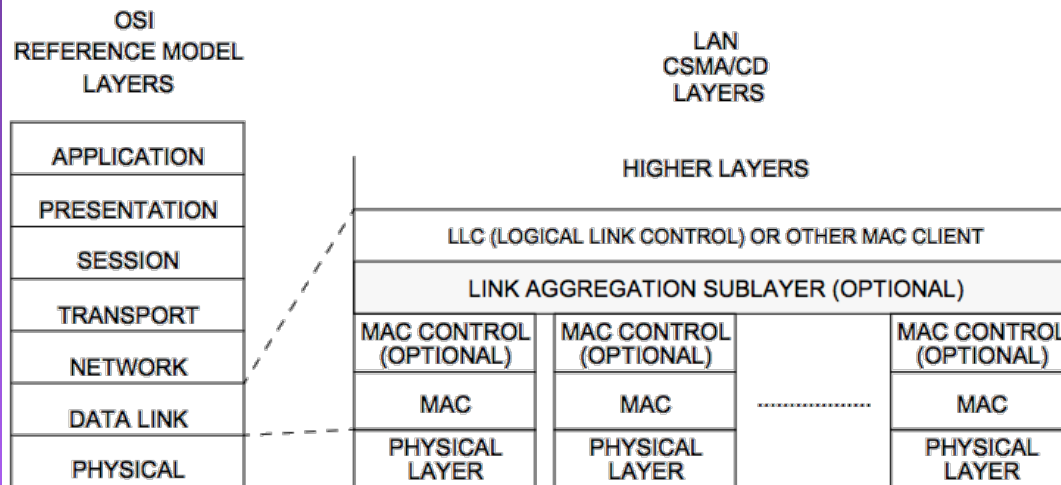 OSI
REFERENCE MODEL
LAYERS
APPLICATION
PRESENTATION
SESSION
TRANSPORT
NETWORK
DATA LINK
PHYSICAL
LAN
CSMA/CD
LAYERS
HIGHER LAYERS
LLC (LOGICAL LINK CONTROL) OR OTHER MAC CLIENT
LINK AGGREGATION SUBLAYER (OPTIONAL)
MAC CONTROL
(OPTIONAL)
MAC
PHYSICAL
LAYER
MAC CONTROL
(OPTIONAL)
MAC
PHYSICAL
LAYER
MAC CONTROL
(OPTIONAL)
MAC
PHYSICAL
LAYER